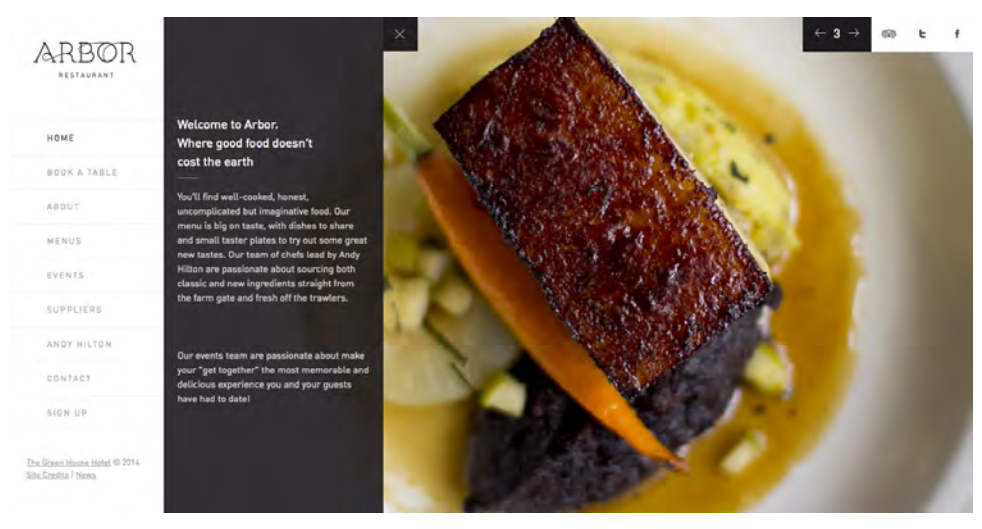 ARBOR
RESTAURANT
HOME
BOOK A TABLE
ABOUT
MENUS
EVENTS
SUPPLIERS
ANDY HILTON
CONTACT
SIGN UP
The Green House Hotel © 2014
Site Credits | News
Welcome to Arbor.
Where good food doesn't
cost the earth
You'll find well-cooked, honest,
uncomplicated but imaginative food. Our
menu is big on taste, with dishes to share
and small taster plates to try out some great
new tastes. Our team of chefs lead by Andy
Hilton are passionate about sourcing both
classic and new ingredients straight from
the farm gate and fresh off the trawlers.
Our events team are passionate about make
your "get together" the most memorable and
delicious experience you and your guests
have had to date!
← 3 →